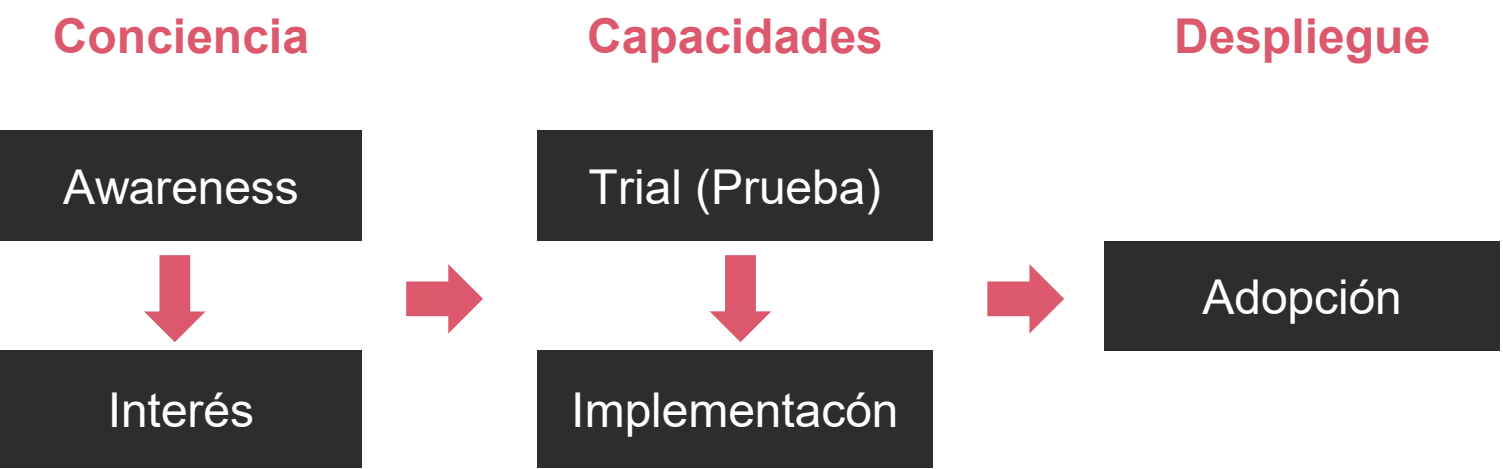 Conciencia
Capacidades
Despliegue
Awareness
Trial (Prueba)
Adopción
Interés
Implementacón